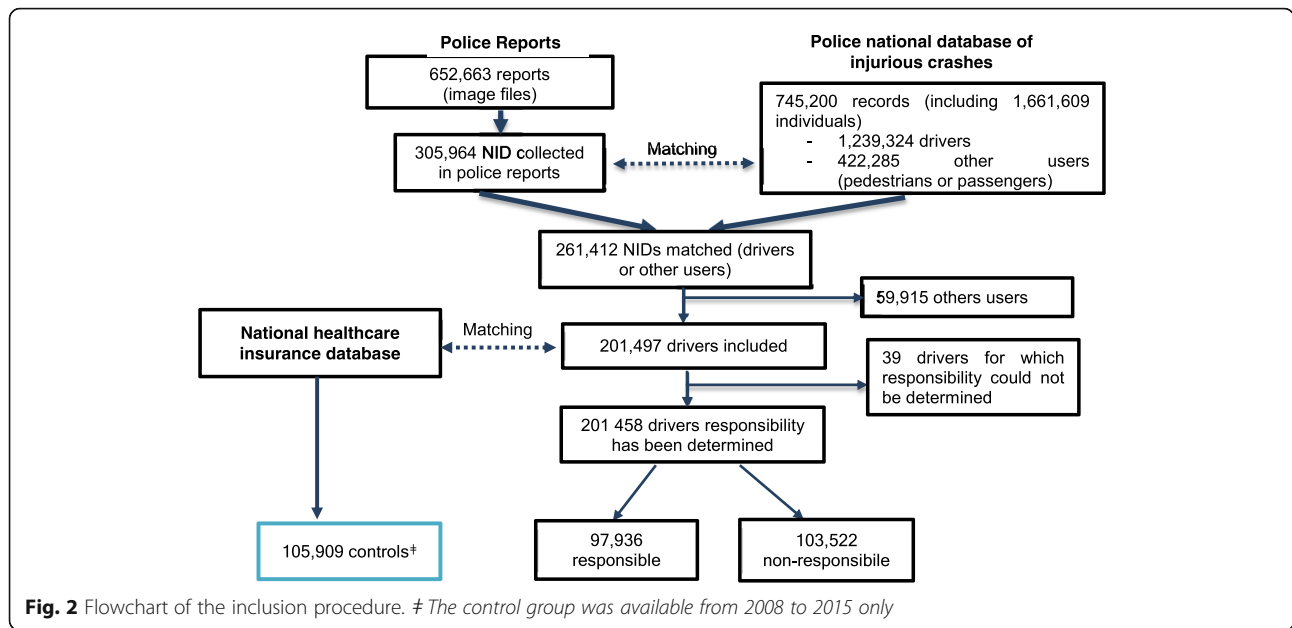 Police Reports
652,663 reports
(image files)
Police national database of
injurious crashes
745,200 records (including 1,661,609
individuals)
- 1,239,324 drivers
- 422,285 other users
(pedestrians or passengers)
305,964 NID collected
in police reports
Matching
261,412 NIDs matched (drivers
or other users)
59,915 others users
National healthcare
insurance database
Matching
201,497 drivers included
39 drivers for which
responsibility could not
be determined
201 458 drivers responsibility
has been determined
105,909 controls‡
97,936
responsible
103,522
non-responsibile
Fig. 2 Flowchart of the inclusion procedure. ‡ The control group was available from 2008 to 2015 only